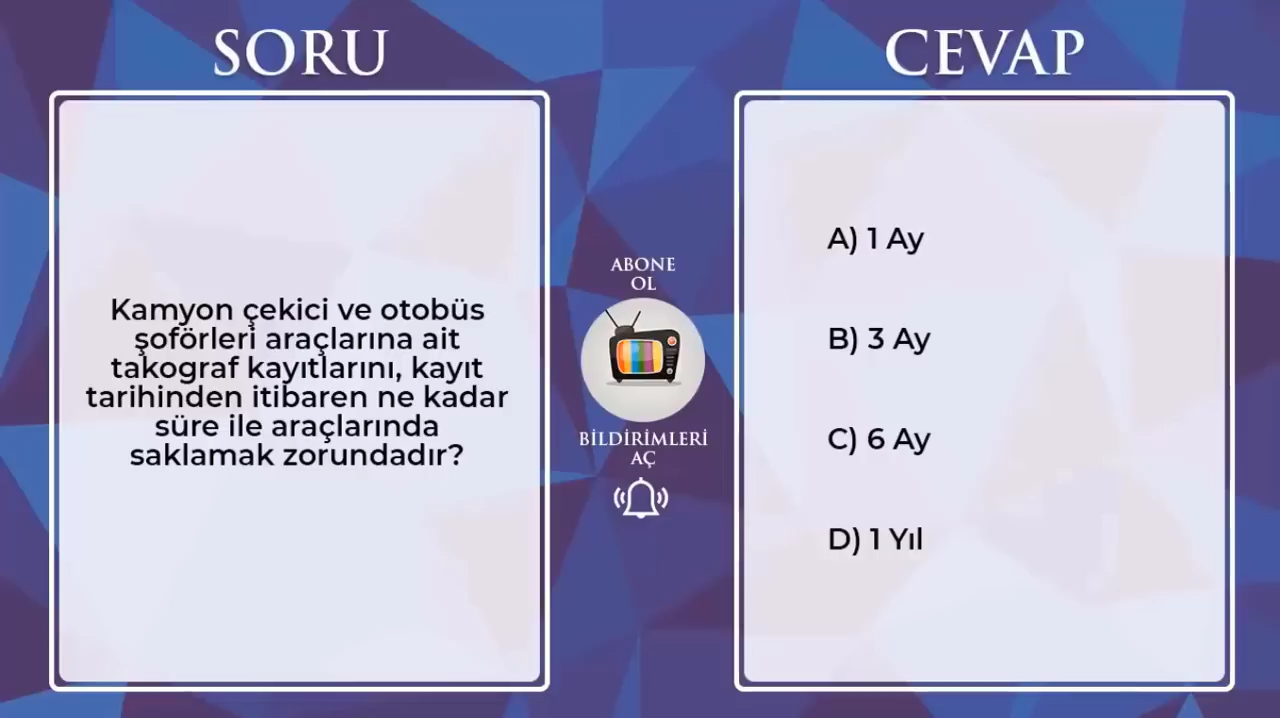 SORU
Kamyon çekici ve otobüs
şoförleri araçlarına ait
takograf kayıtlarını, kayıt
tarihinden itibaren ne kadar
süre ile araçlarında
saklamak zorundadır?
ABONE
OL
BİLDİRİMLERİ
AÇ
CEVAP
A) 1 Ay
B) 3 Ay
C) 6 Ay
D) 1 Yıl